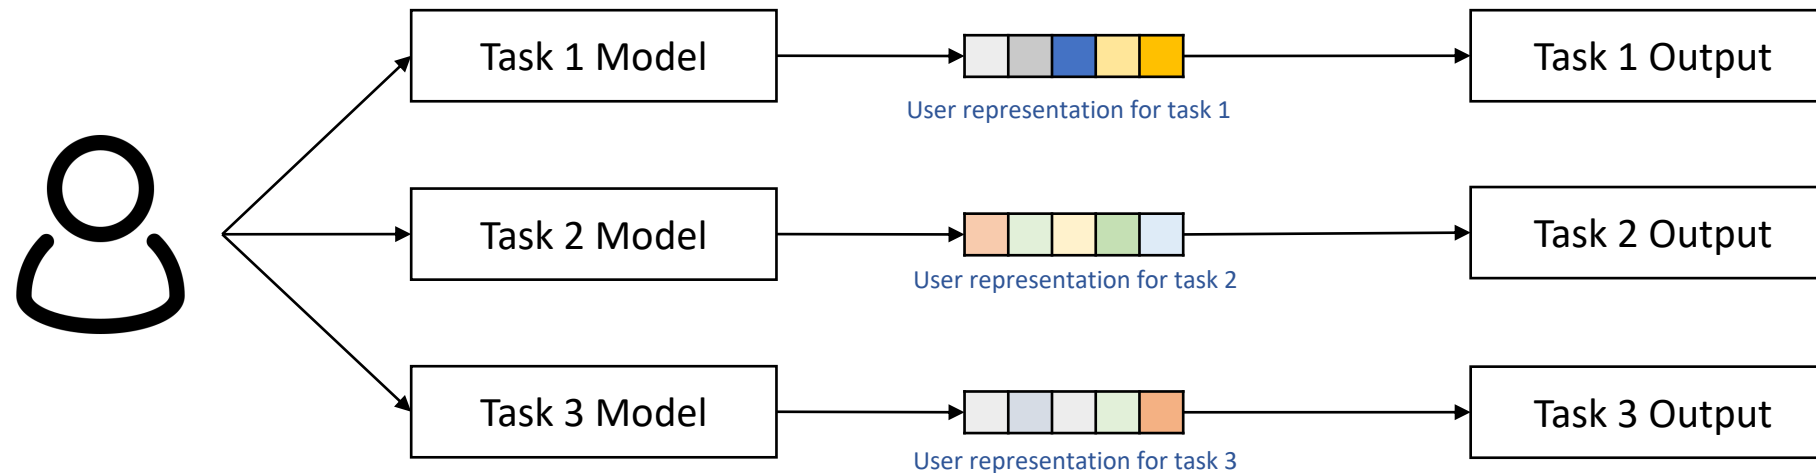 Task 1 Model
Task 1 Output
User representation for task 1
Task 2 Model
Task 2 Output
User representation for task 2
Task 3 Model
Task 3 Output
User representation for task 3